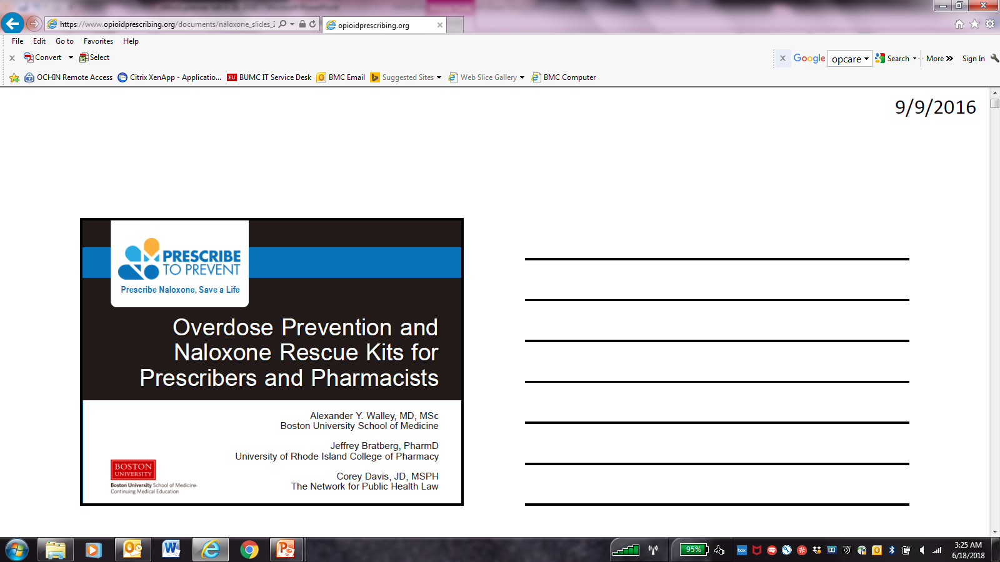 https://www.opioidprescribing.org/documents/naloxone_slides_2
opioidprescribing.org
File Edit Go to Favorites Help
Convert Select
Google opcare Search More Sign In
OCHIN Remote Access Citrix XenApp - Applicatio... BU BUMC IT Service Desk BMC Email Suggested Sites Web Slice Gallery BMC Computer
9/9/2016
PRESCRIBE
TO PREVENT
Prescribe Naloxone, Save a Life
Overdose Prevention and
Naloxone Rescue Kits for
Prescribers and Pharmacists
Alexander Y. Walley, MD, MSc
Boston University School of Medicine
Jeffrey Bratberg, PharmD
University of Rhode Island College of Pharmacy
Corey Davis, JD, MSPH
The Network for Public Health Law
BOSTON
UNIVERSITY
Boston University School of Medicine
Continuing Medical Education
95%
box
3:25 AM
6/18/2018